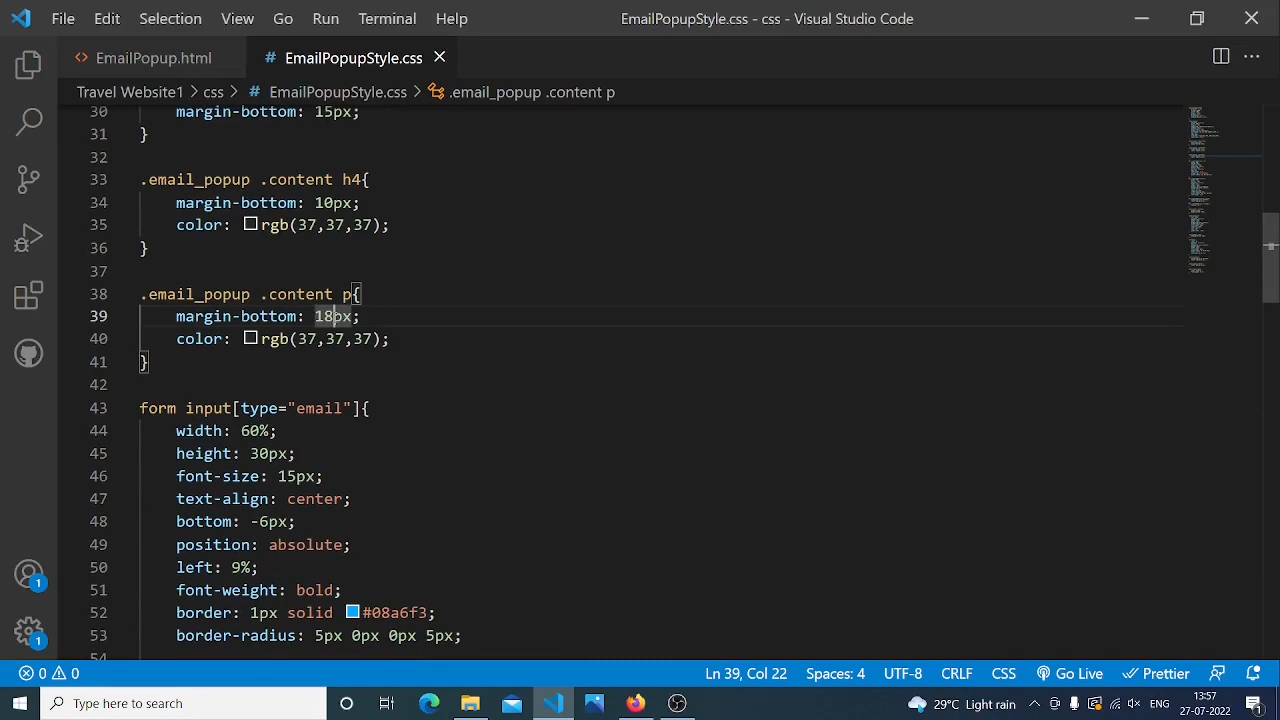 File Edit Selection View Go Run Terminal Help EmailPopupStyle.css - css - Visual Studio Code
EmailPopup.html # EmailPopupStyle.css
Travel Website1 > css > # EmailPopupStyle.css > .email_popup .content p
30 margin-bottom: 15px;
31 }
32
33 .email_popup .content h4{
34 margin-bottom: 10px;
35 color: rgb(37,37,37);
36 }
37
38 .email_popup .content p{
39 margin-bottom: 18px;
40 color: rgb(37,37,37);
41 }
42
43 form input[type="email"]{
44 width: 60%;
45 height: 30px;
46 font-size: 15px;
47 text-align: center;
48 bottom: -6px;
49 position: absolute;
50 left: 9%;
51 font-weight: bold;
52 border: 1px solid #08a6f3;
53 border-radius: 5px 0px 0px 5px;
54
1
1
0 0 Ln 39, Col 22 Spaces: 4 UTF-8 CRLF CSS Go Live Prettier
Type here to search 29°C Light rain ENG 13:57
27-07-2022 1